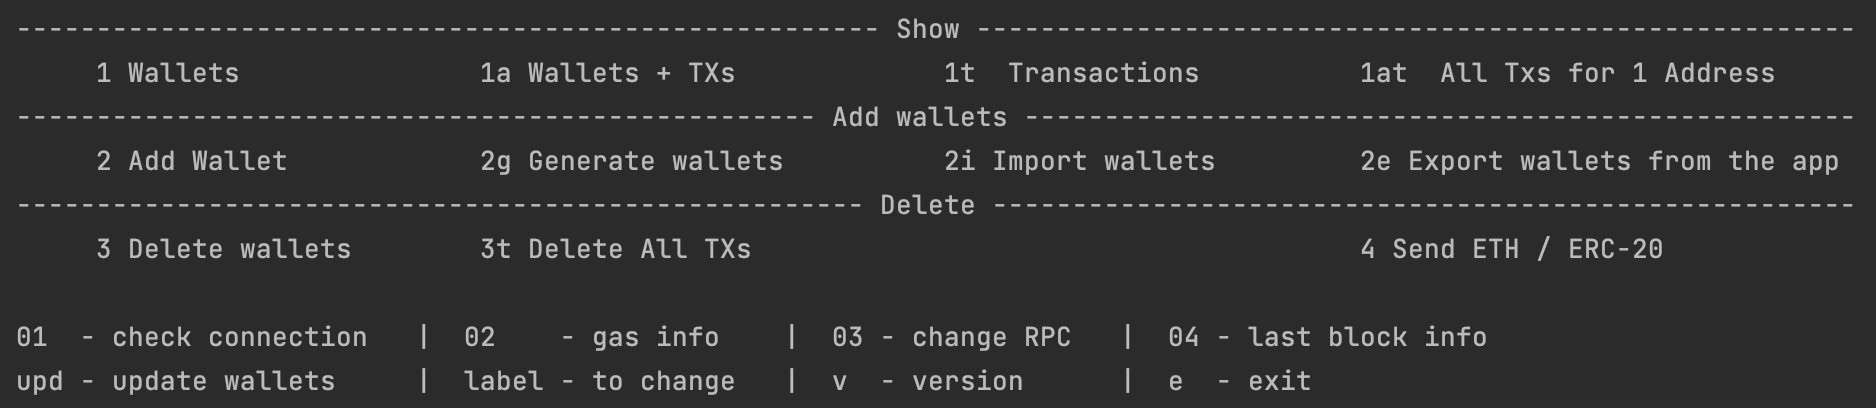 ------------------------------------------------------ Show -------------------------------------------------------
1 Wallets 1a Wallets + TXs 1t Transactions 1at All Txs for 1 Address
-------------------------------------------------- Add wallets ----------------------------------------------------
2 Add Wallet 2g Generate wallets 2i Import wallets 2e Export wallets from the app
----------------------------------------------------- Delete ------------------------------------------------------
3 Delete wallets 3t Delete All TXs 4 Send ETH / ERC-20
01 - check connection | 02 - gas info | 03 - change RPC | 04 - last block info
upd - update wallets | label - to change | v - version | e - exit